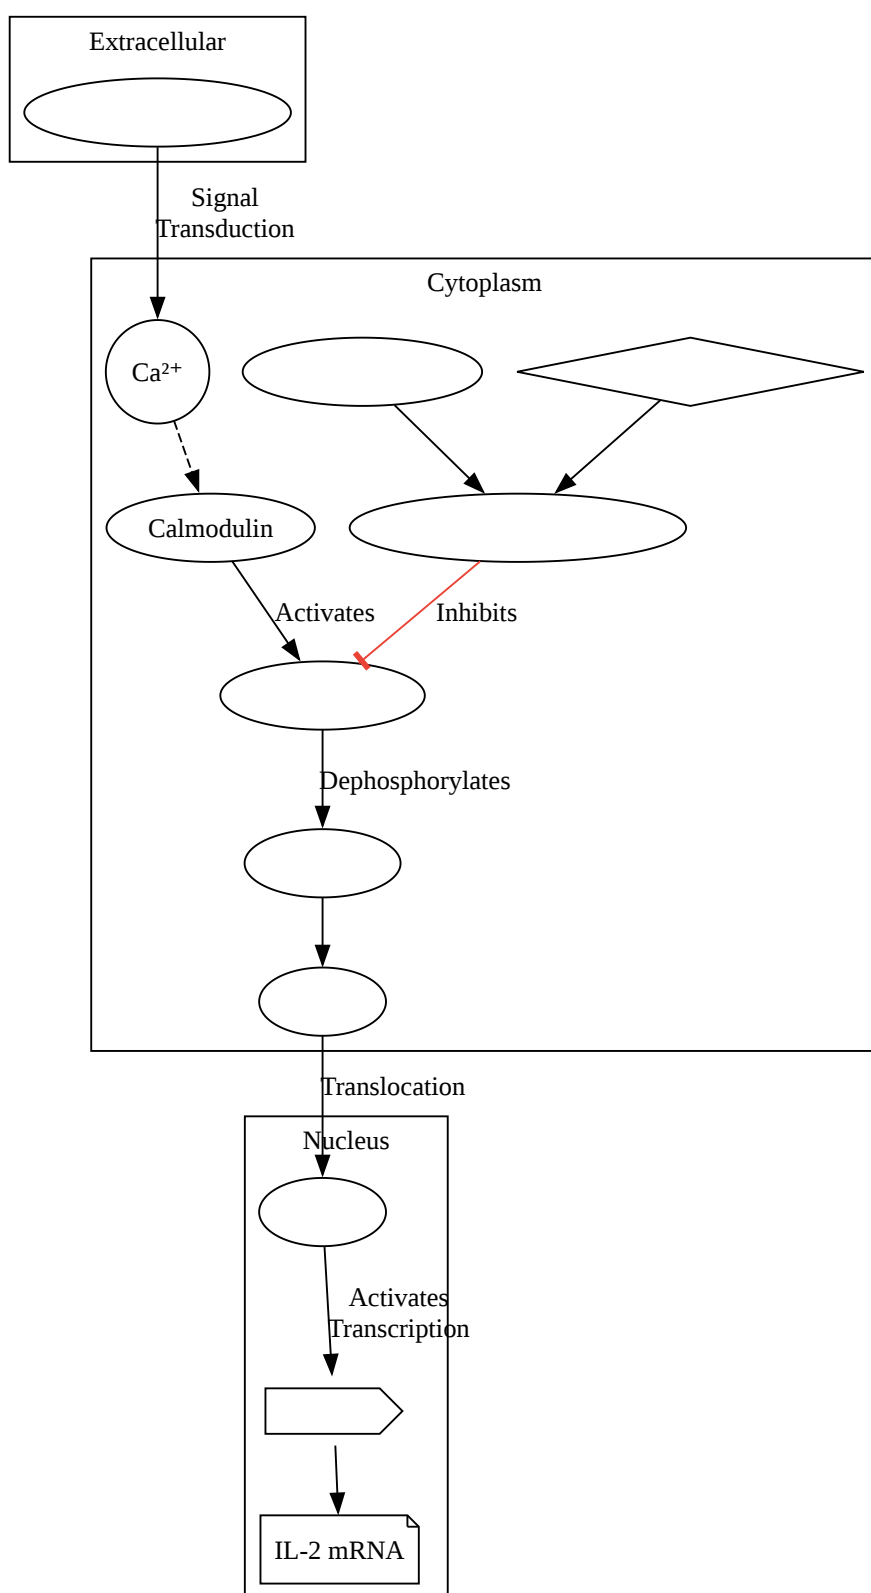 Extracellular
Signal
Transduction
Cytoplasm
Ca²⁺
Calmodulin
Activates
Inhibits
Dephosphorylates
Translocation
Nucleus
Activates
Transcription
IL-2 mRNA